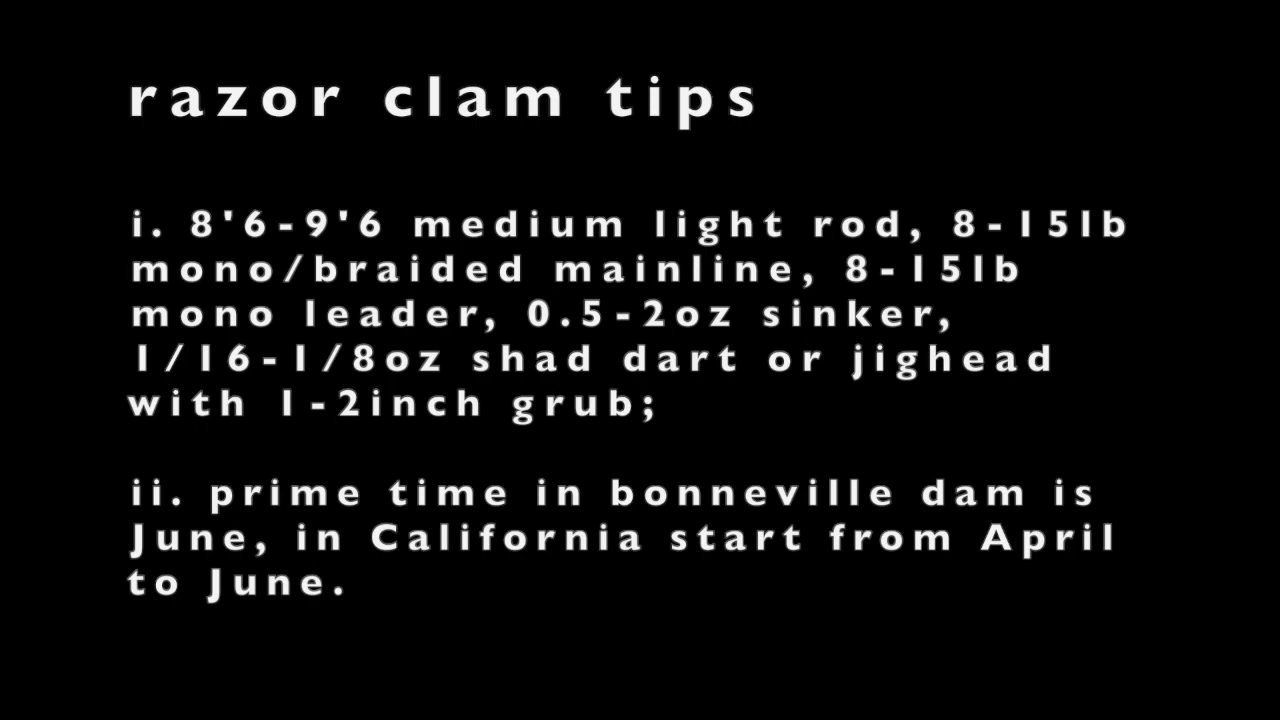 razor clam tips
i. 8'6-9'6 medium light rod, 8-15lb
mono/braided mainline, 8-15lb
mono leader, 0.5-2oz sinker,
1/16-1/8oz shad dart or jighead
with 1-2inch grub;
ii. prime time in bonneville dam is
June, in California start from April
to June.